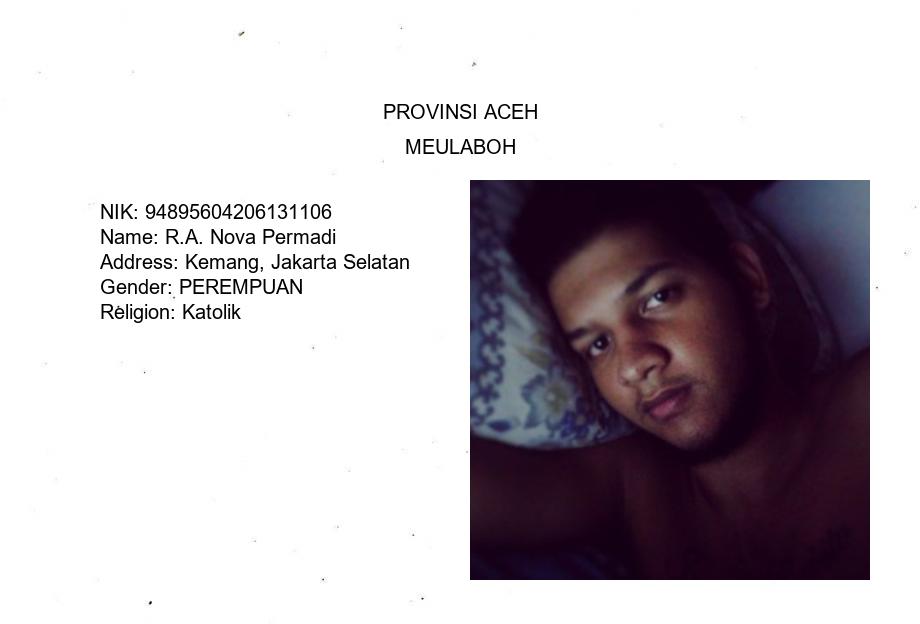 PROVINSI ACEH
MEULABOH
NIK: 94895604206131106
Name: R.A. Nova Permadi
Address: Kemang, Jakarta Selatan
Gender: PEREMPUAN
Religion: Katolik